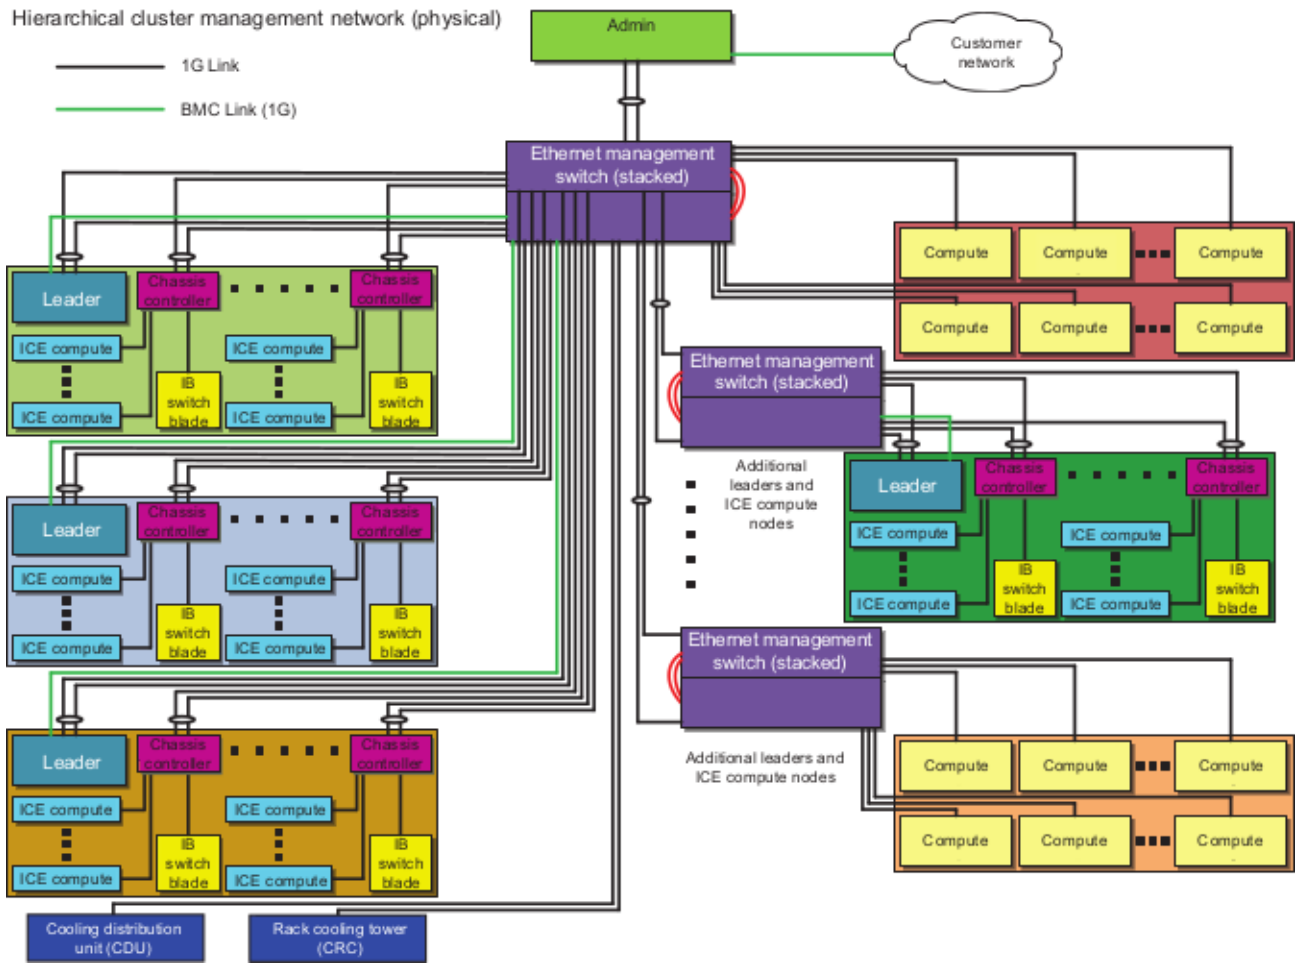 Hierarchical cluster management network (physical)
1G Link
BMC Link (1G)
Admin
Customer
network
Ethernet management
switch (stacked)
Compute
Compute
Compute
Compute
Compute
Compute
Leader
Chassis
controller
Chassis
controller
ICE compute
ICE compute
IB
switch
blade
ICE compute
ICE compute
IB
switch
blade
Ethernet management
switch (stacked)
Additional
leaders and
ICE compute
nodes
Leader
Chassis
controller
Chassis
controller
ICE compute
ICE compute
IB
switch
blade
ICE compute
ICE compute
IB
switch
blade
Leader
Chassis
controller
Chassis
controller
ICE compute
ICE compute
IB
switch
blade
ICE compute
ICE compute
IB
switch
blade
Ethernet management
switch (stacked)
Additional leaders and
ICE compute nodes
Compute
Compute
Compute
Compute
Compute
Compute
Leader
Chassis
controller
Chassis
controller
ICE compute
ICE compute
IB
switch
blade
ICE compute
ICE compute
IB
switch
blade
Cooling distribution
unit (CDU)
Rack cooling tower
(CRC)